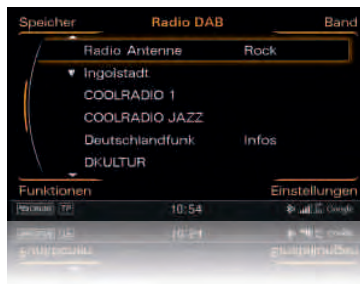 Speicher Radio DAB Band
Radio Antenne Rock
Ingolstadt
COOLRADIO 1
COOLRADIO JAZZ
Deutschlandfunk Infos
DKULTUR
Funktionen Einstellungen
TP 10:54 Google